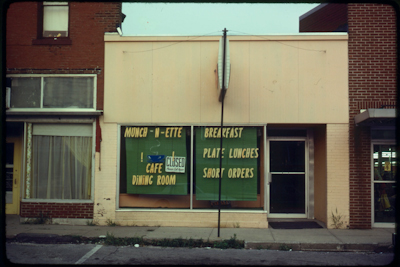 MUNCH-N-ETTE
CAFE
DINING ROOM
CLOSED
BREAKFAST
PLATE LUNCHES
SHORT ORDERS